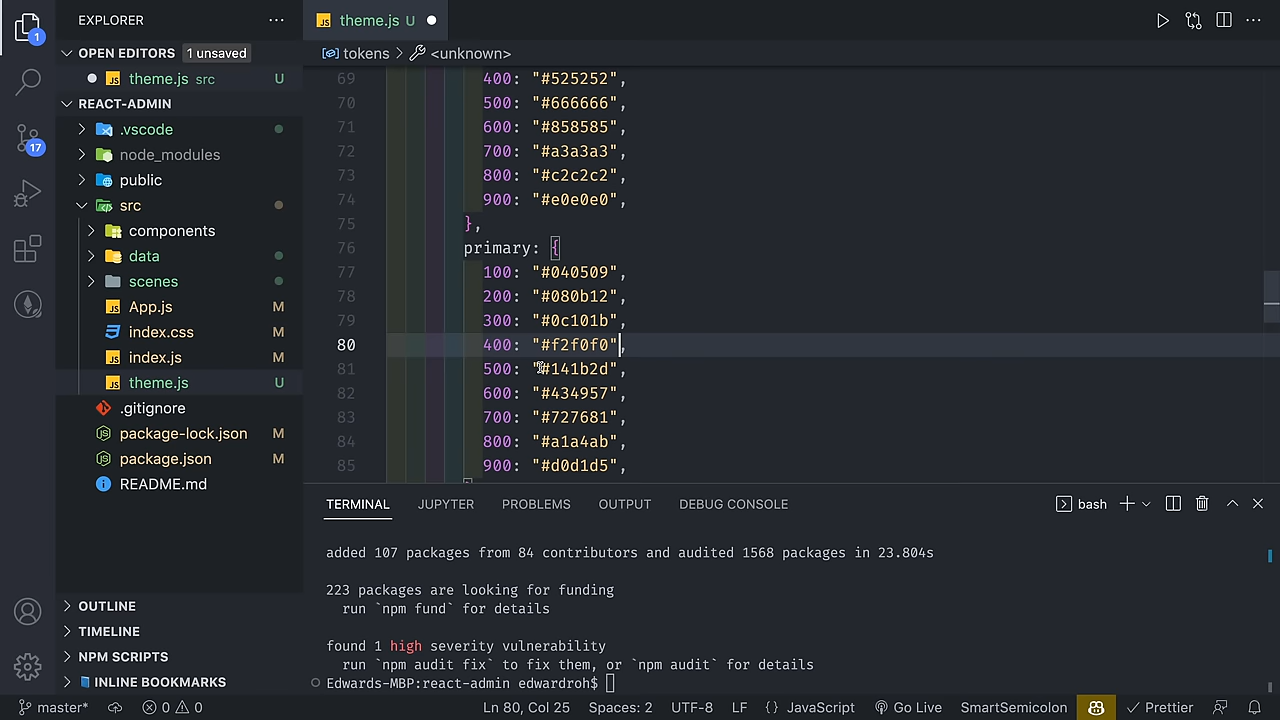 EXPLORER
OPEN EDITORS 1 unsaved
theme.js src U
REACT-ADMIN
.vscode
node_modules
public
src
components
data
scenes
App.js M
index.css M
index.js M
theme.js U
.gitignore
package-lock.json M
package.json M
README.md
OUTLINE
TIMELINE
NPM SCRIPTS
INLINE BOOKMARKS
1
17
theme.js U
tokens > <unknown>
69 400: "#525252",
70 500: "#666666",
71 600: "#858585",
72 700: "#a3a3a3",
73 800: "#c2c2c2",
74 900: "#e0e0e0",
75 },
76 primary: {
77 100: "#040509",
78 200: "#080b12",
79 300: "#0c101b",
80 400: "#f2f0f0",
81 500: "#141b2d",
82 600: "#434957",
83 700: "#727681",
84 800: "#a1a4ab",
85 900: "#d0d1d5",
TERMINAL JUPYTER PROBLEMS OUTPUT DEBUG CONSOLE bash
added 107 packages from 84 contributors and audited 1568 packages in 23.804s
223 packages are looking for funding
run `npm fund` for details
found 1 high severity vulnerability
run `npm audit fix` to fix them, or `npm audit` for details
Edwards-MBP:react-admin edwardroh$
master* 0 0 Ln 80, Col 25 Spaces: 2 UTF-8 LF {} JavaScript Go Live SmartSemicolon Prettier